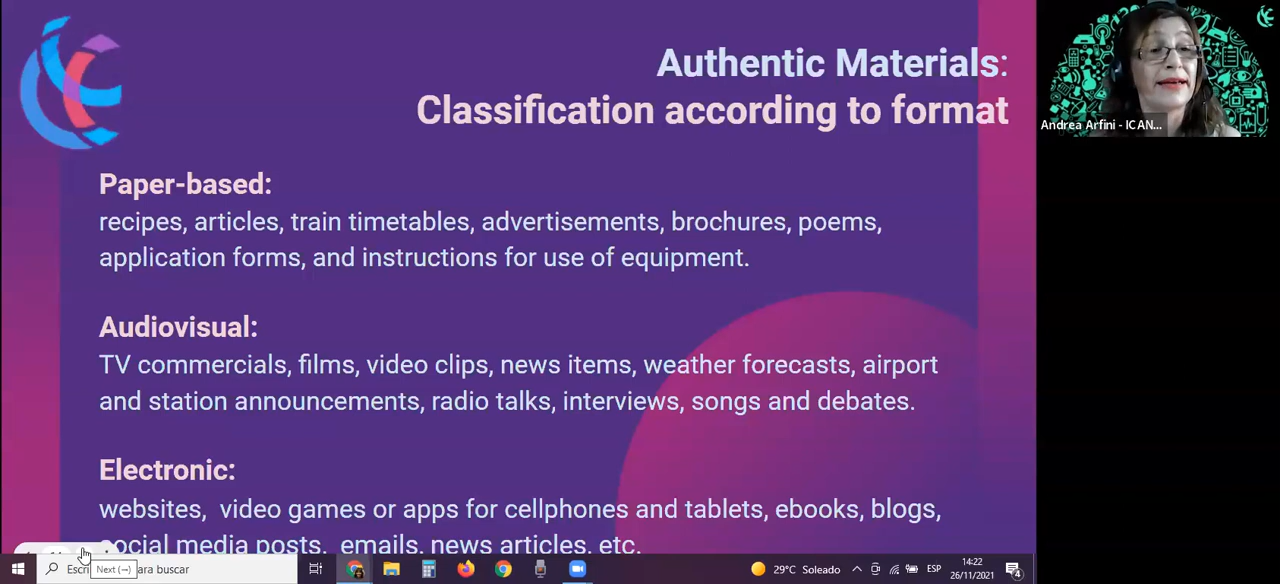 Authentic Materials:
Classification according to format
Andrea Arfini - ICAN...
Paper-based:
recipes, articles, train timetables, advertisements, brochures, poems,
application forms, and instructions for use of equipment.
Audiovisual:
TV commercials, films, video clips, news items, weather forecasts, airport
and station announcements, radio talks, interviews, songs and debates.
Electronic:
websites, video games or apps for cellphones and tablets, ebooks, blogs,
social media posts, emails, news articles, etc.
Next (→)
ara buscar
29°C Soleado
ESP
14:22
26/11/2021
4